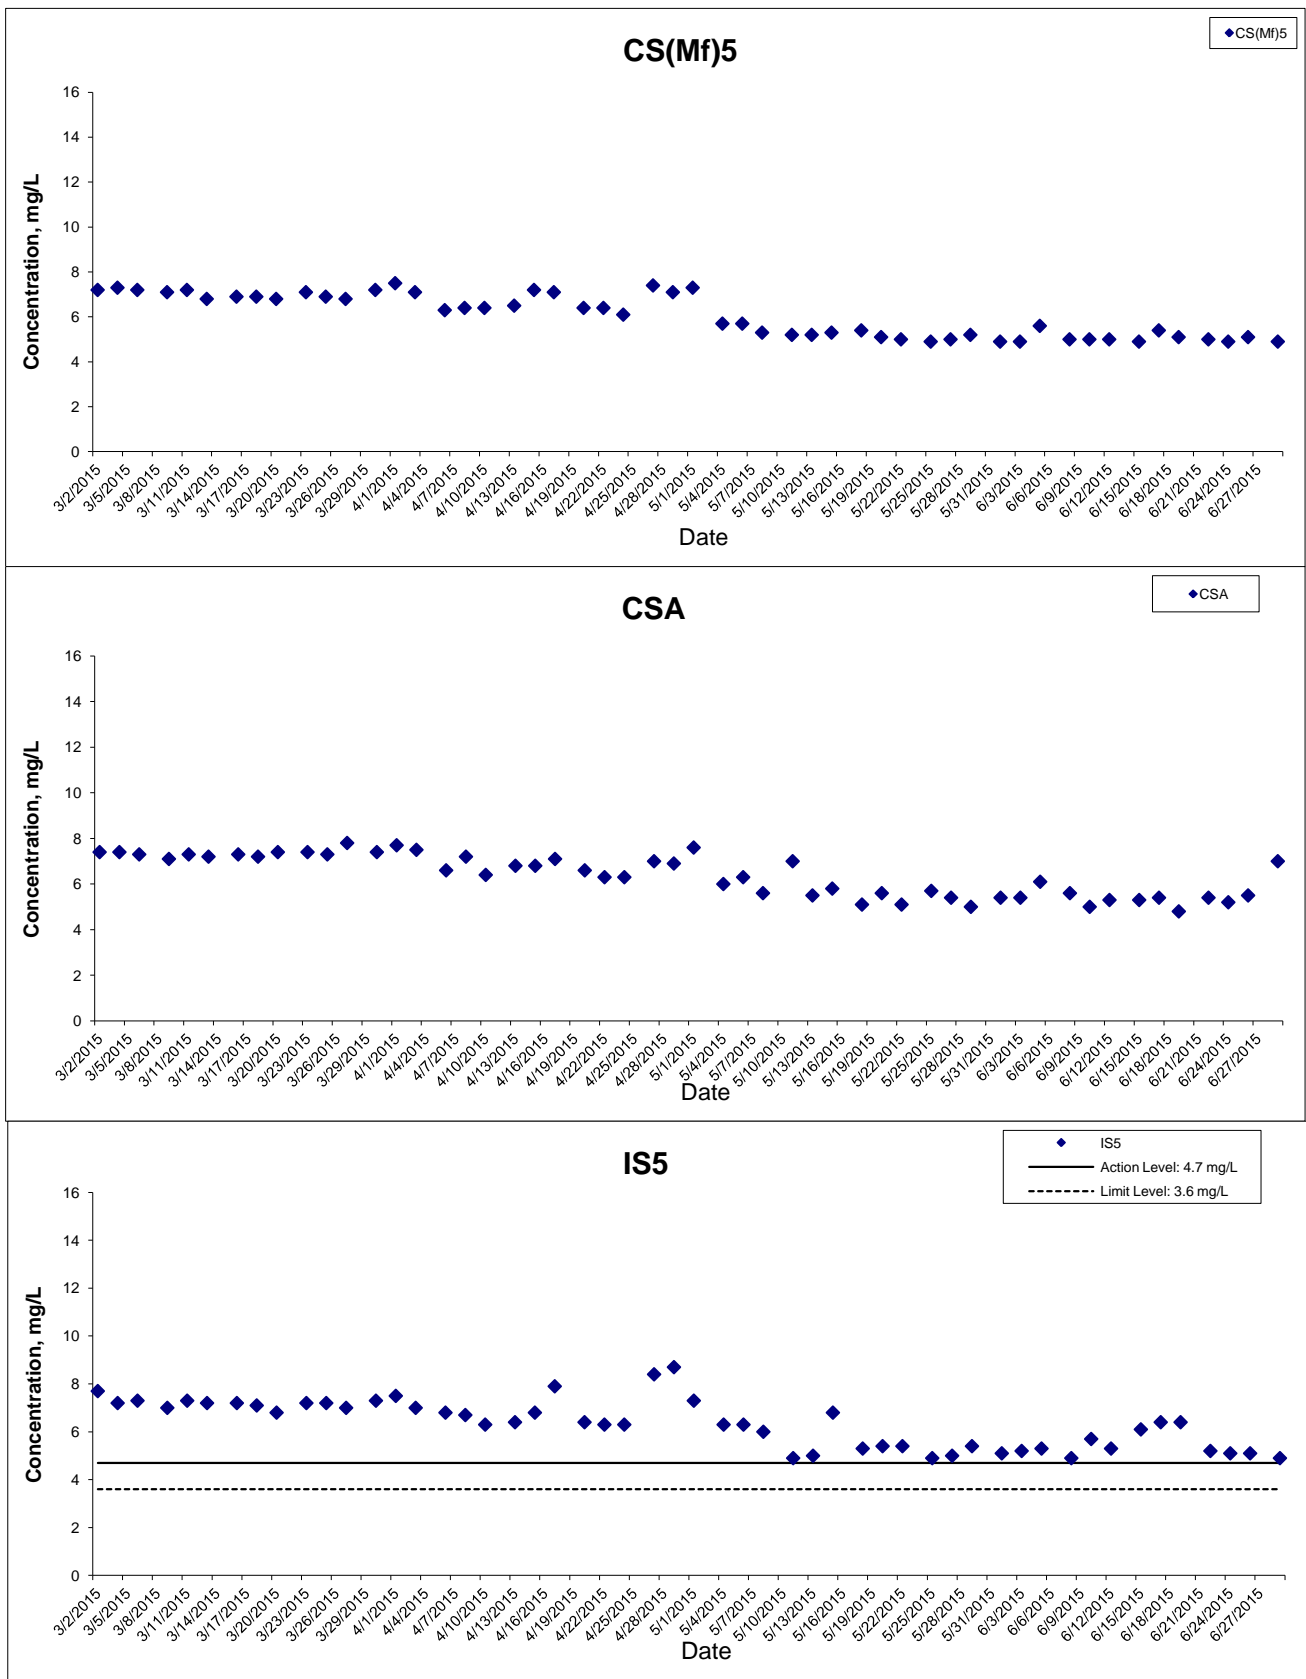 CS(Mf)5
CS(Mf)5
Concentration, mg/L
16
14
12
10
8
6
4
2
0
3/2/2015 3/5/2015 3/8/2015 3/11/2015 3/14/2015 3/17/2015 3/20/2015 3/23/2015 3/26/2015 3/29/2015 4/1/2015 4/4/2015 4/7/2015 4/10/2015 4/13/2015 4/16/2015 4/19/2015 4/22/2015 4/25/2015 4/28/2015 5/1/2015 5/4/2015 5/7/2015 5/10/2015 5/13/2015 5/16/2015 5/19/2015 5/22/2015 5/25/2015 5/28/2015 5/31/2015 6/3/2015 6/6/2015 6/9/2015 6/12/2015 6/15/2015 6/18/2015 6/21/2015 6/24/2015 6/27/2015
Date
CSA
CSA
Concentration, mg/L
16
14
12
10
8
6
4
2
0
3/2/2015 3/5/2015 3/8/2015 3/11/2015 3/14/2015 3/17/2015 3/20/2015 3/23/2015 3/26/2015 3/29/2015 4/1/2015 4/4/2015 4/7/2015 4/10/2015 4/13/2015 4/16/2015 4/19/2015 4/22/2015 4/25/2015 4/28/2015 5/1/2015 5/4/2015 5/7/2015 5/10/2015 5/13/2015 5/16/2015 5/19/2015 5/22/2015 5/25/2015 5/28/2015 5/31/2015 6/3/2015 6/6/2015 6/9/2015 6/12/2015 6/15/2015 6/18/2015 6/21/2015 6/24/2015 6/27/2015
Date
IS5
IS5
Action Level: 4.7 mg/L
Limit Level: 3.6 mg/L
Concentration, mg/L
16
14
12
10
8
6
4
2
0
3/2/2015 3/5/2015 3/8/2015 3/11/2015 3/14/2015 3/17/2015 3/20/2015 3/23/2015 3/26/2015 3/29/2015 4/1/2015 4/4/2015 4/7/2015 4/10/2015 4/13/2015 4/16/2015 4/19/2015 4/22/2015 4/25/2015 4/28/2015 5/1/2015 5/4/2015 5/7/2015 5/10/2015 5/13/2015 5/16/2015 5/19/2015 5/22/2015 5/25/2015 5/28/2015 5/31/2015 6/3/2015 6/6/2015 6/9/2015 6/12/2015 6/15/2015 6/18/2015 6/21/2015 6/24/2015 6/27/2015
Date